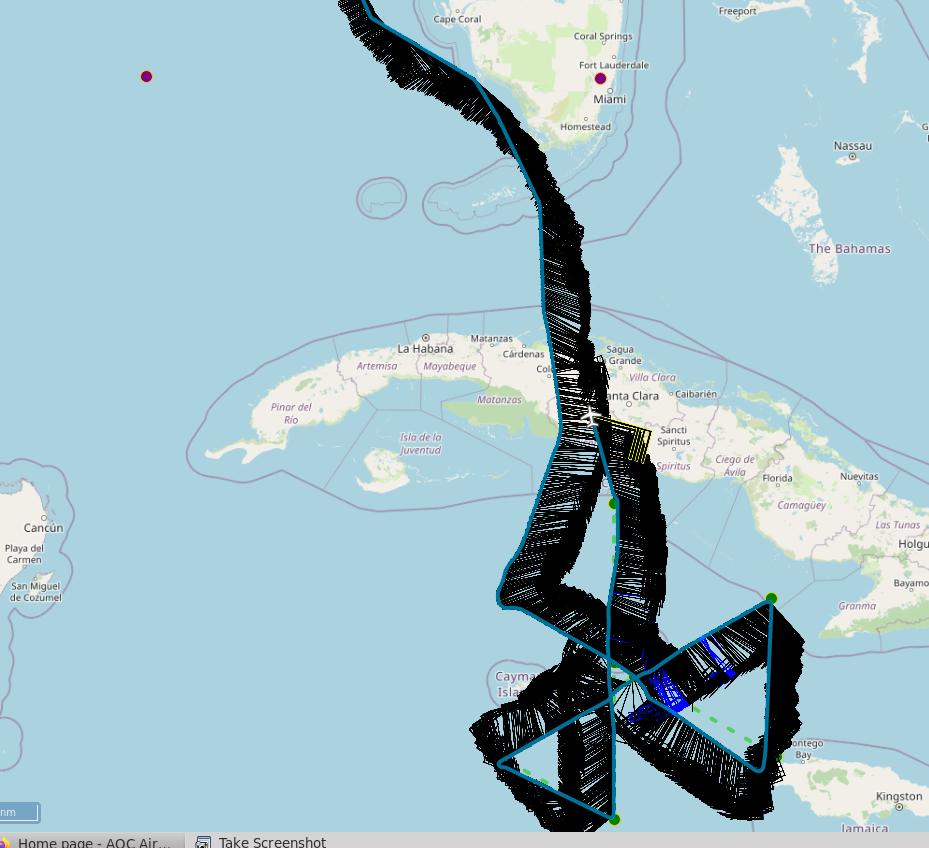 Freeport
Cape Coral
Coral Springs
Fort Lauderdale
Miami
Homestead
Nassau
The Bahamas
La Habana
Matanzas
Cárdenas
Sagua
la Grande
Artemisa
Mayabeque
Villa Clara
Santa Clara
Caibarién
Pinar del
Río
Matanzas
Sancti
Spíritus
Isla de la
Juventud
Spíritus
Ciego de
Ávila
Florida
Nuevitas
Camagüey
Las Tunas
Cancún
Holgu
Playa del
Carmen
San Miguel
de Cozumel
Bayamo
Granma
Cayma
Islan
ontego
Bay
Kingston
Jamaica
nm
Home page - AOC Air...
Take Screenshot